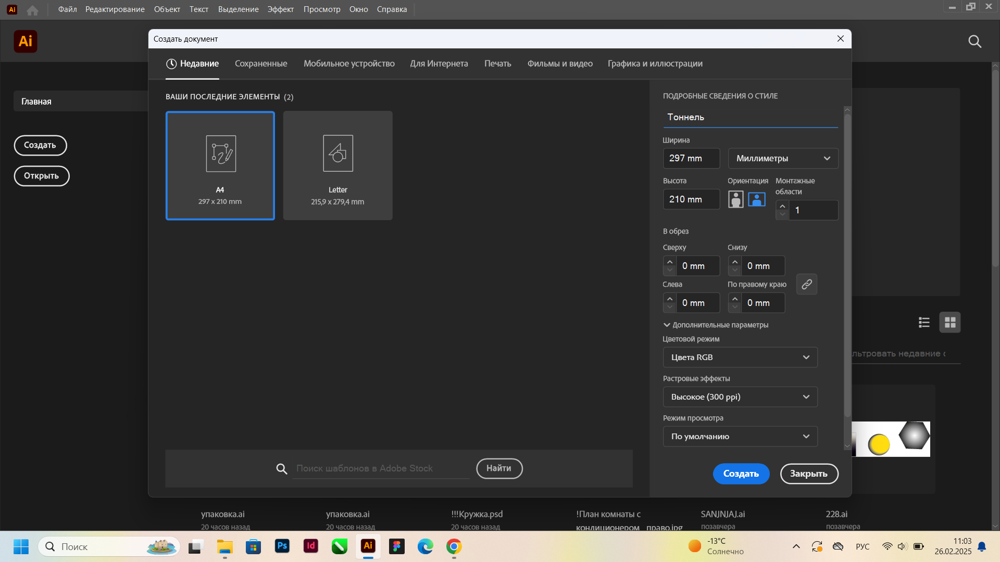 Ai
Файл Редактирование Объект Текст Выделение Эффект Просмотр Окно Справка
Ai
Создать документ
Недавние Сохраненные Мобильное устройство Для Интернета Печать Фильмы и видео Графика и иллюстрации
Главная
Создать
Открыть
ВАШИ ПОСЛЕДНИЕ ЭЛЕМЕНТЫ (2)
A4
297 x 210 mm
Letter
215,9 x 279,4 mm
ПОДРОБНЫЕ СВЕДЕНИЯ О СТИЛЕ
Тоннель
Ширина
297 mm Миллиметры
Высота Ориентация Монтажные области
210 mm 1
В обрез
Сверху Снизу
0 mm 0 mm
Слева По правому краю
0 mm 0 mm
Дополнительные параметры
Цветовой режим
Цвета RGB
Растровые эффекты
Высокое (300 ppi)
Режим просмотра
По умолчанию
Создать Закрыть
Поиск шаблонов в Adobe Stock Найти
льтровать недавние
упаковка.ai
20 часов назад
упаковка.ai
20 часов назад
!!!Кружка.psd
20 часов назад
!План комнаты с
кондиционером_право.jpg
SANJNJAJ.ai
позавчера
228.ai
позавчера
Поиск
Ps Id Ai
-13°C
Солнечно
РУС
11:03
26.02.2025